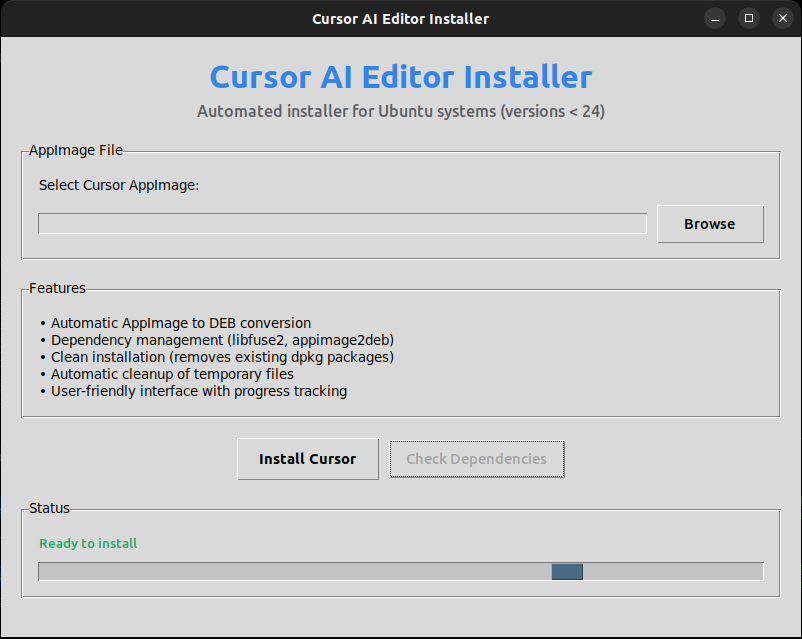 Cursor AI Editor Installer
Cursor AI Editor Installer
Automated installer for Ubuntu systems (versions < 24)
AppImage File
Select Cursor AppImage:
Browse
Features
• Automatic AppImage to DEB conversion
• Dependency management (libfuse2, appimage2deb)
• Clean installation (removes existing dpkg packages)
• Automatic cleanup of temporary files
• User-friendly interface with progress tracking
Install Cursor
Check Dependencies
Status
Ready to install